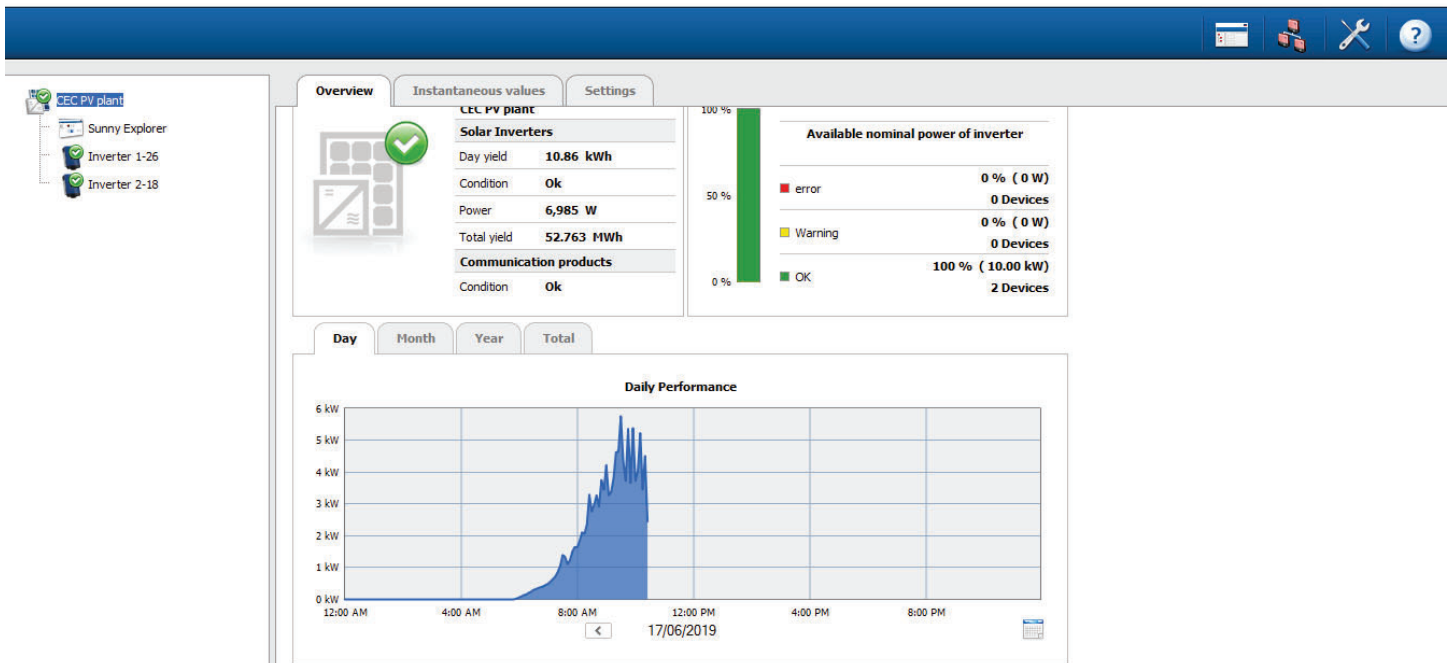 CEC PV plant
Sunny Explorer
Inverter 1-26
Inverter 2-18
Overview Instantaneous values Settings
CEC PV plant
Solar Inverters
Day yield 10.86 kWh
Condition Ok
Power 6,985 W
Total yield 52.763 MWh
Communication products
Condition Ok
100 %
50 %
0 %
Available nominal power of inverter
error 0 % ( 0 W)
0 Devices
Warning 0 % ( 0 W)
0 Devices
OK 100 % ( 10.00 kW)
2 Devices
Day Month Year Total
Daily Performance
6 kW
5 kW
4 kW
3 kW
2 kW
1 kW
0 kW
12:00 AM 4:00 AM 8:00 AM 12:00 PM 4:00 PM 8:00 PM
< 17/06/2019
?